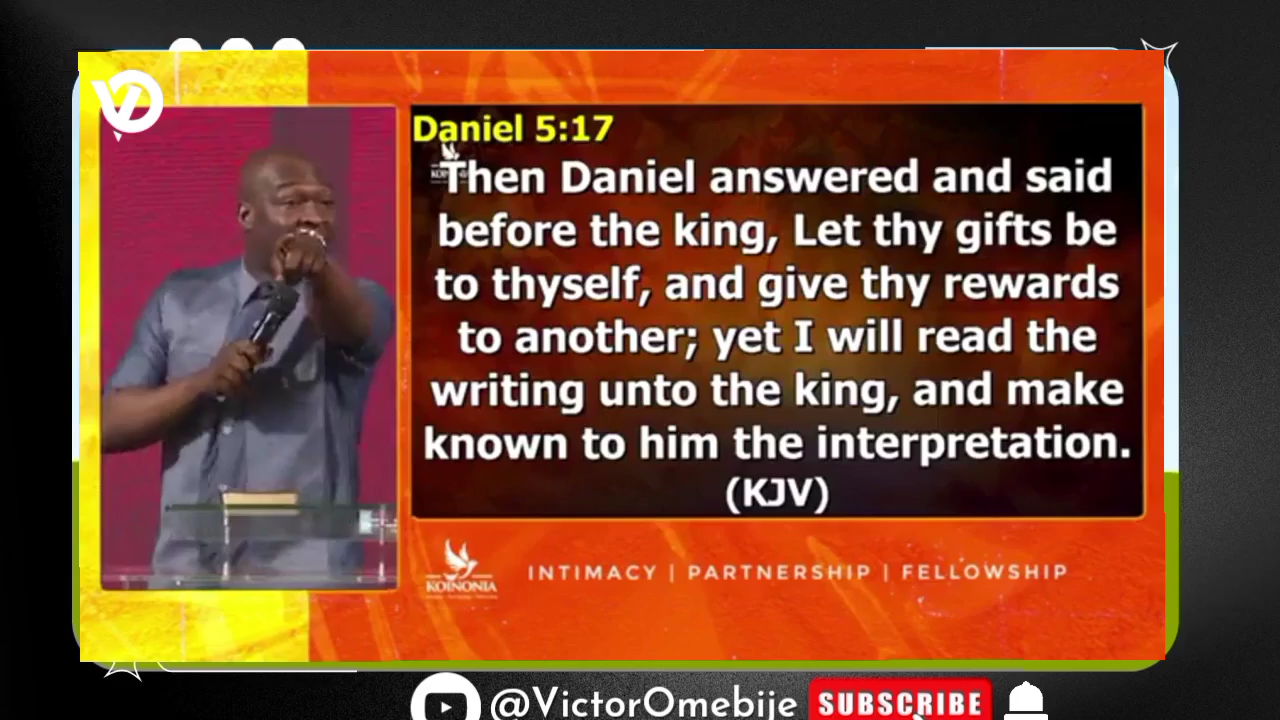 Daniel 5:17
Then Daniel answered and said
before the king, Let thy gifts be
to thyself, and give thy rewards
to another; yet I will read the
writing unto the king, and make
known to him the interpretation.
(KJV)
KOINONIA
INTIMACY | PARTNERSHIP | FELLOWSHIP
@VictorOmebije SUBSCRIBE